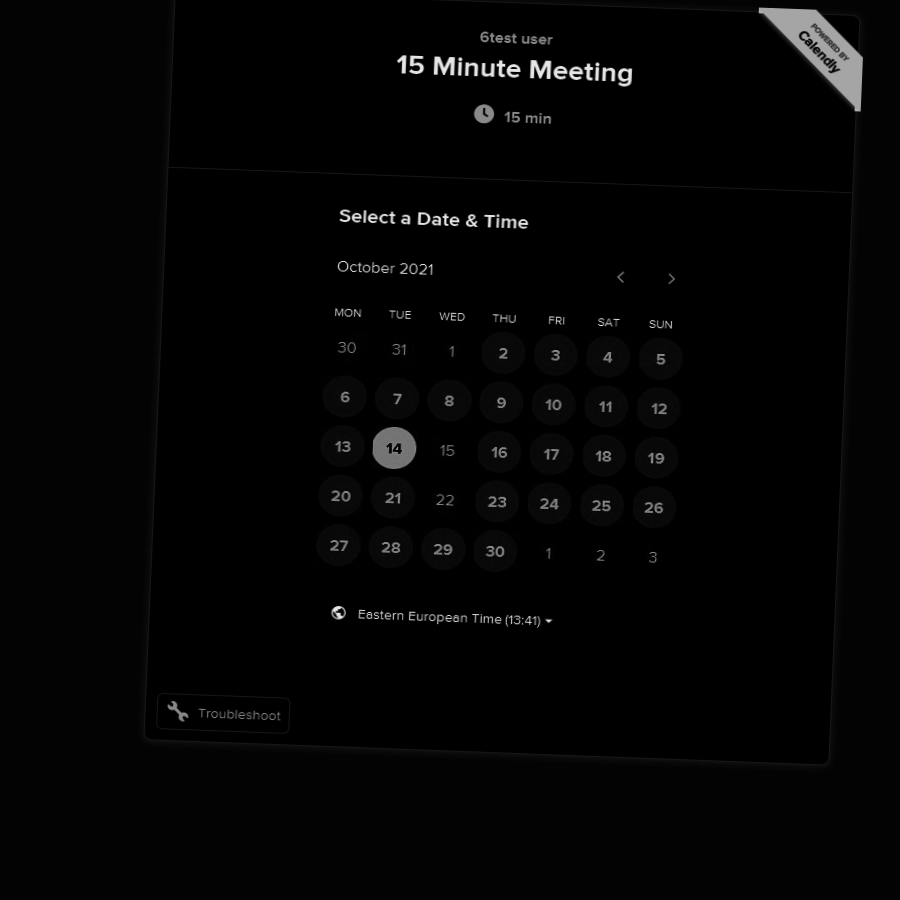 POWERED BY
Calendly
6test user
15 Minute Meeting
15 min
Select a Date & Time
October 2021
MON TUE WED THU FRI SAT SUN
30 31 1 2 3 4 5
6 7 8 9 10 11 12
13 14 15 16 17 18 19
20 21 22 23 24 25 26
27 28 29 30 1 2 3
Eastern European Time (13:41)
Troubleshoot